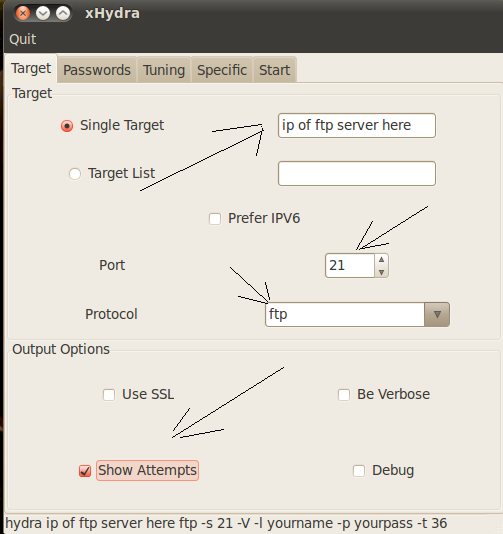 xHydra
Quit
Target Passwords Tuning Specific Start
Target
Single Target ip of ftp server here
Target List
Prefer IPV6
Port 21
Protocol ftp
Output Options
Use SSL Be Verbose
Show Attempts Debug
hydra ip of ftp server here ftp -s 21 -V -l yourname -p yourpass -t 36